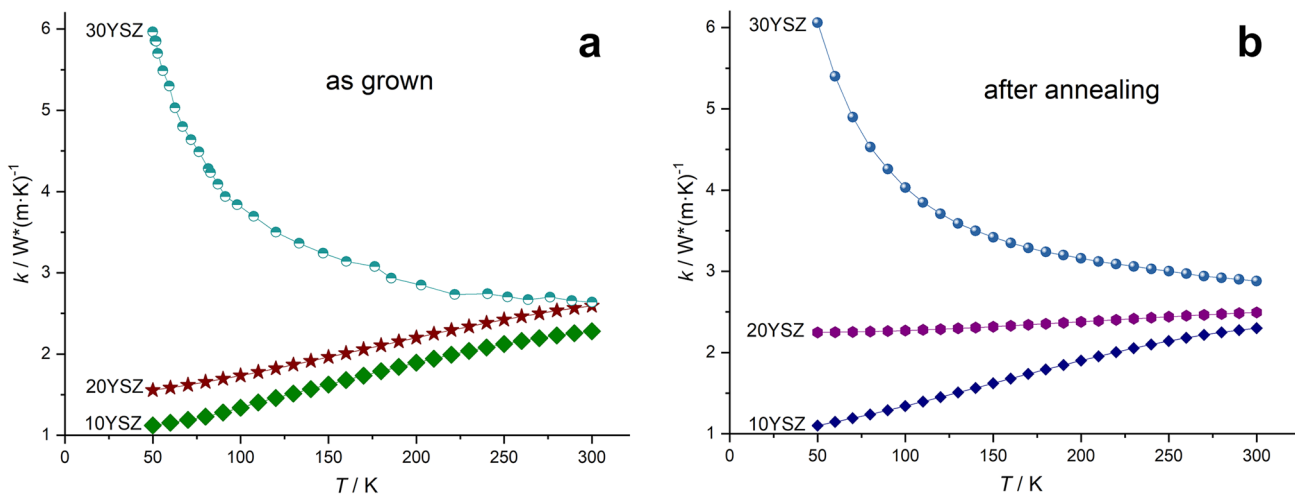 a
as grown
30YSZ
20YSZ
10YSZ
k / W*(m·K)⁻¹
6
5
4
3
2
1
0 50 100 150 200 250 300
T / K
b
after annealing
30YSZ
20YSZ
10YSZ
k / W*(m·K)⁻¹
6
5
4
3
2
1
0 50 100 150 200 250 300
T / K